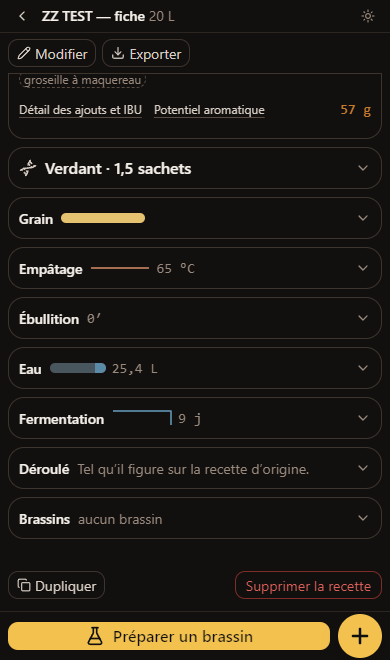 ZZ TEST — fiche 20 L
Modifier
Exporter
groseille à maquereau
Détail des ajouts et IBU Potentiel aromatique 57 g
Verdant · 1,5 sachets
Grain
Empâtage 65 °C
Ébullition 0′
Eau 25,4 L
Fermentation 9 j
Déroulé Tel qu’il figure sur la recette d’origine.
Brassins aucun brassin
Dupliquer
Supprimer la recette
Préparer un brassin